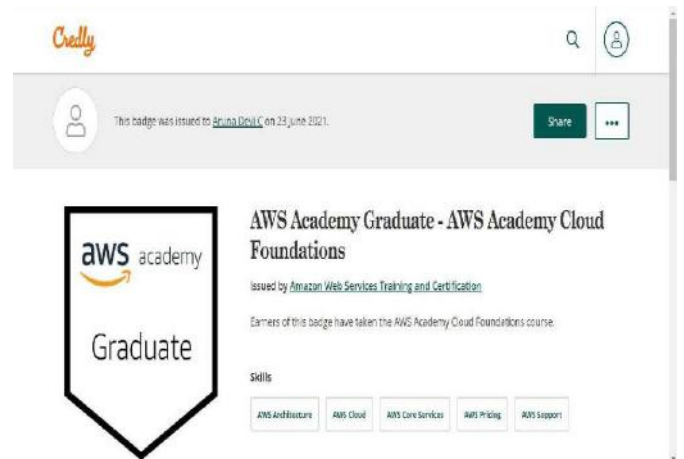 Credly
This badge was issued to Aruna Devi C on 23 June 2021.
Share
aws academy
Graduate
AWS Academy Graduate - AWS Academy Cloud
Foundations
Issued by Amazon Web Services Training and Certification
Earners of this badge have taken the AWS Academy Cloud Foundations course.
Skills
AWS Architecture AWS Cloud AWS Core Services AWS Pricing AWS Support